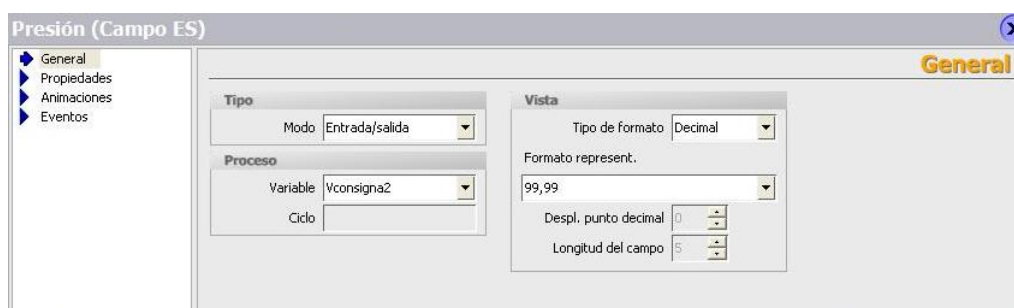 Presión (Campo ES)
General
Propiedades
Animaciones
Eventos
General
Tipo
Modo Entrada/salida
Proceso
Variable Vconsigna2
Ciclo
Vista
Tipo de formato Decimal
Formato represent.
99,99
Despl. punto decimal 0
Longitud del campo 5